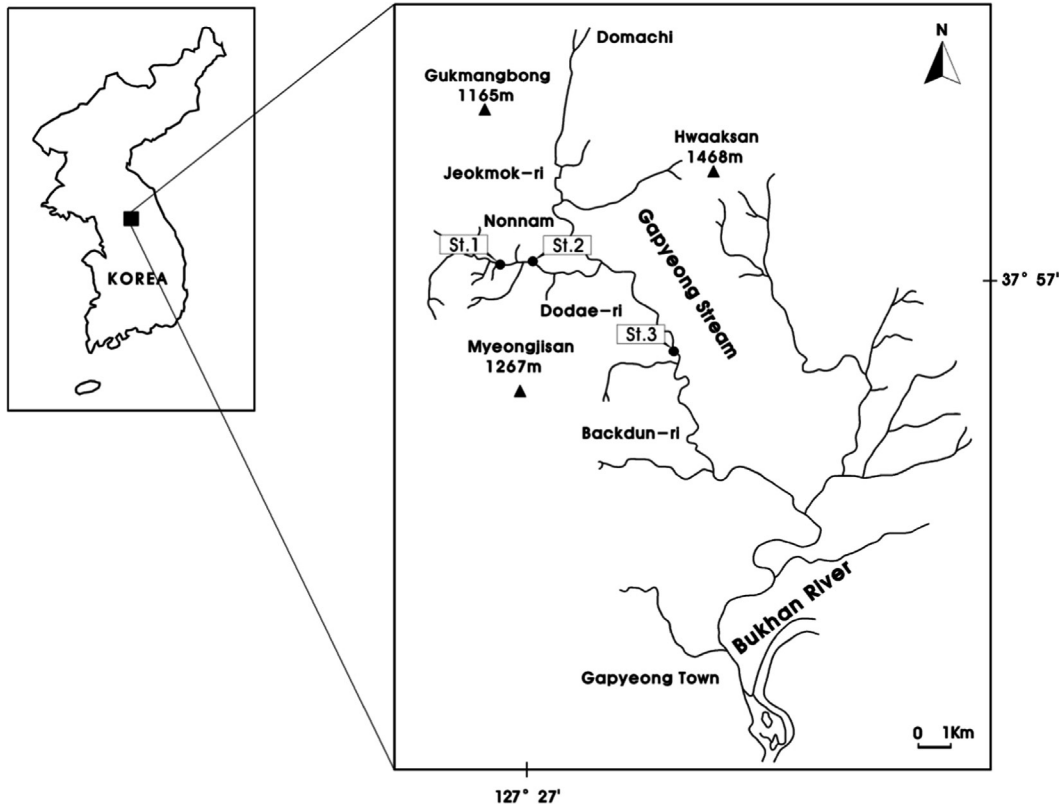 KOREA
N
Domachi
Gukmangbong
1165m
Hwaaksan
1468m
Jeokmok-ri
Nonnam
St.1
St.2
Gapyeong Stream
37° 57'
Dodae-ri
St.3
Myeongjisan
1267m
Backdun-ri
Bukhan River
Gapyeong Town
0 1Km
127° 27'